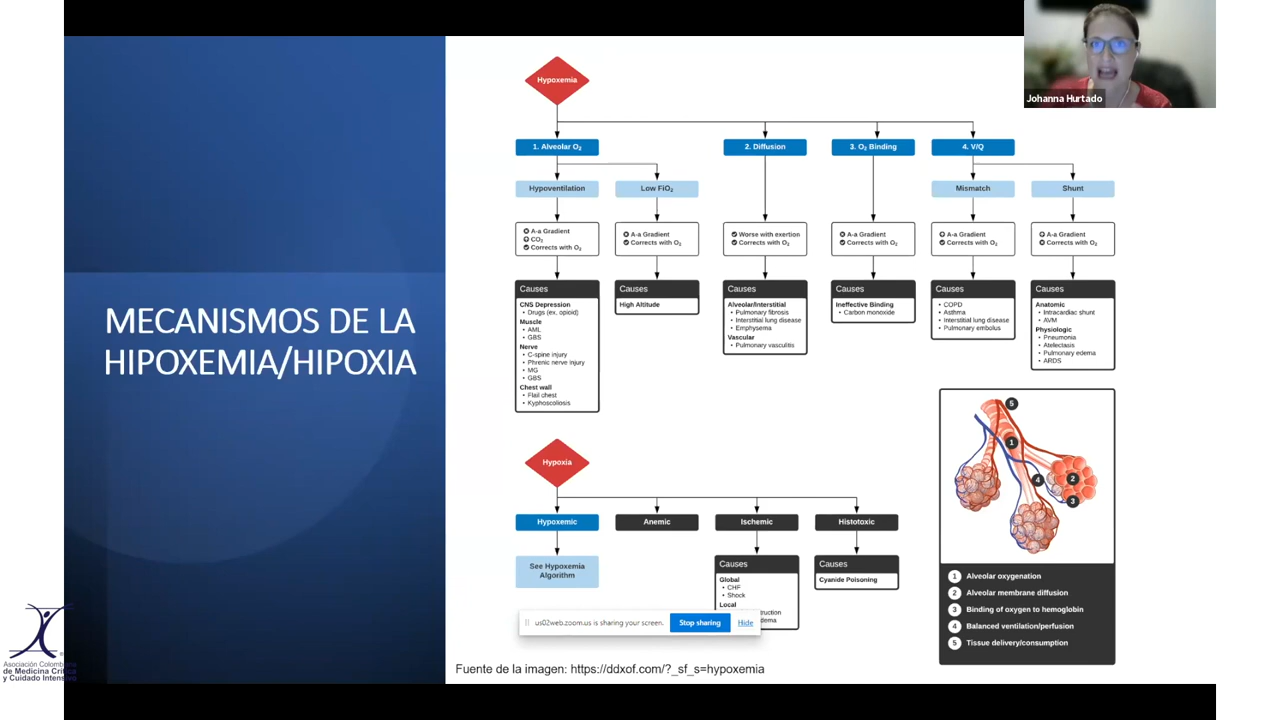 Johanna Hurtado
MECANISMOS DE LA
HIPOXEMIA/HIPOXIA
Asociación Colombiana
de Medicina Crítica
y Cuidado Intensivo
Hypoxemia
1. Alveolar O₂
2. Diffusion
3. O₂ Binding
4. V/Q
Hypoventilation
Low FiO₂
Mismatch
Shunt
A-a Gradient
CO₂
Corrects with O₂
A-a Gradient
Corrects with O₂
Worse with exertion
Corrects with O₂
A-a Gradient
Corrects with O₂
A-a Gradient
Corrects with O₂
A-a Gradient
Corrects with O₂
Causes
CNS Depression
• Drugs (ex, opioid)
Muscle
• AML
• GBS
Nerve
• C-spine injury
• Phrenic nerve injury
• MG
• GBS
Chest wall
• Flail chest
• Kyphoscoliosis
Causes
High Altitude
Causes
Alveolar/Interstitial
• Pulmonary fibrosis
• Interstitial lung disease
• Emphysema
Vascular
• Pulmonary vasculitis
Causes
Ineffective Binding
• Carbon monoxide
Causes
• COPD
• Asthma
• Interstitial lung disease
• Pulmonary embolus
Causes
Anatomic
• Intracardiac shunt
• AVM
Physiologic
• Pneumonia
• Atelectasis
• Pulmonary edema
• ARDS
Hypoxia
Hypoxemic
Anemic
Ischemic
Histotoxic
See Hypoxemia
Algorithm
Causes
Global
• CHF
• Shock
Local
truction
dema
Causes
Cyanide Poisoning
us02web.zoom.us is sharing your screen.
Stop sharing
Hide
5
1
4
2
3
1 Alveolar oxygenation
2 Alveolar membrane diffusion
3 Binding of oxygen to hemoglobin
4 Balanced ventilation/perfusion
5 Tissue delivery/consumption
Fuente de la imagen: https://ddxof.com/?_sf_s=hypoxemia